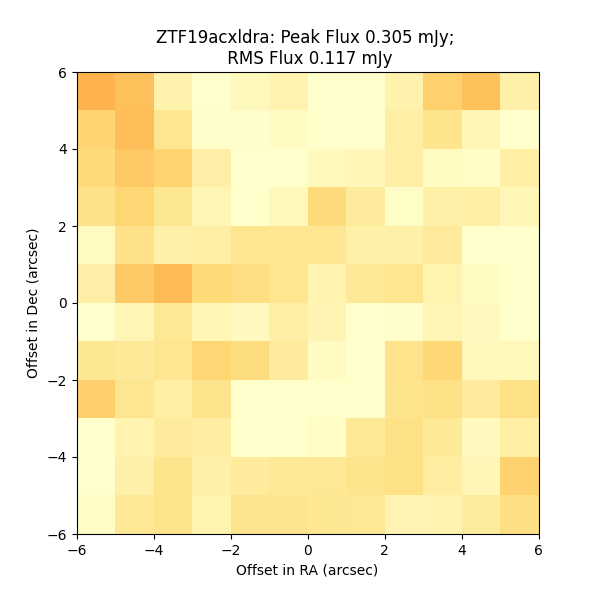 ZTF19acxldra: Peak Flux 0.305 mJy;
RMS Flux 0.117 mJy
6
4
2
0
−2
−4
−6
Offset in Dec (arcsec)
−6 −4 −2 0 2 4 6
Offset in RA (arcsec)